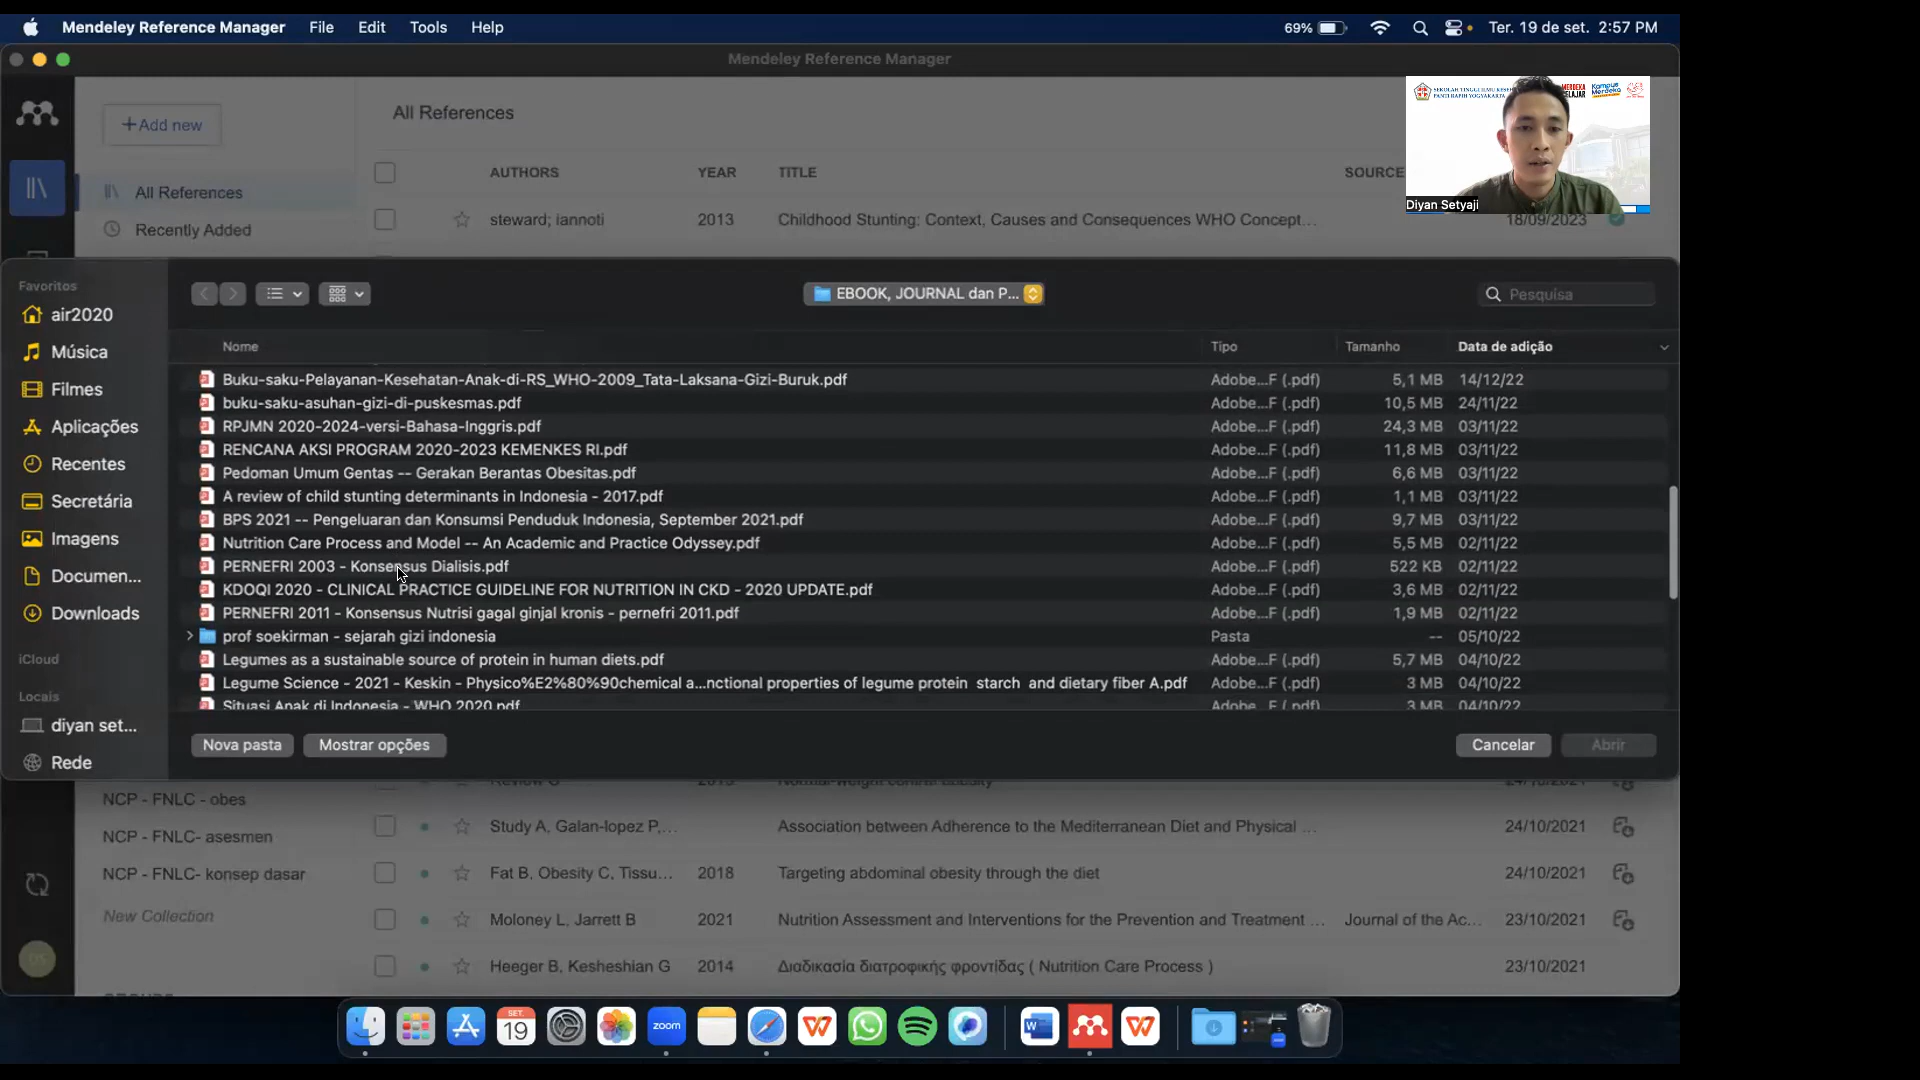 Mendeley Reference Manager File Edit Tools Help 69% Ter. 19 de set. 2:57 PM
Mendeley Reference Manager
+Add new
All References
AUTHORS YEAR TITLE SOURCE
All References
steward; iannoti 2013 Childhood Stunting: Context, Causes and Consequences WHO Concept... 18/09/2023
Recently Added
Diyan Setyaji
Favoritos
air2020
Música
Filmes
Aplicações
Recentes
Secretária
Imagens
Documen...
Downloads
iCloud
Locais
diyan set...
Rede
EBOOK, JOURNAL dan P...
Pesquisa
Nome Tipo Tamanho Data de adição
Buku-saku-Pelayanan-Kesehatan-Anak-di-RS_WHO-2009_Tata-Laksana-Gizi-Buruk.pdf Adobe...F (.pdf) 5,1 MB 14/12/22
buku-saku-asuhan-gizi-di-puskesmas.pdf Adobe...F (.pdf) 10,5 MB 24/11/22
RPJMN 2020-2024-versi-Bahasa-Inggris.pdf Adobe...F (.pdf) 24,3 MB 03/11/22
RENCANA AKSI PROGRAM 2020-2023 KEMENKES RI.pdf Adobe...F (.pdf) 11,8 MB 03/11/22
Pedoman Umum Gentas -- Gerakan Berantas Obesitas.pdf Adobe...F (.pdf) 6,6 MB 03/11/22
A review of child stunting determinants in Indonesia - 2017.pdf Adobe...F (.pdf) 1,1 MB 03/11/22
BPS 2021 -- Pengeluaran dan Konsumsi Penduduk Indonesia, September 2021.pdf Adobe...F (.pdf) 9,7 MB 03/11/22
Nutrition Care Process and Model -- An Academic and Practice Odyssey.pdf Adobe...F (.pdf) 5,5 MB 02/11/22
PERNEFRI 2003 - Konsensus Dialisis.pdf Adobe...F (.pdf) 522 KB 02/11/22
KDOQI 2020 - CLINICAL PRACTICE GUIDELINE FOR NUTRITION IN CKD - 2020 UPDATE.pdf Adobe...F (.pdf) 3,6 MB 02/11/22
PERNEFRI 2011 - Konsensus Nutrisi gagal ginjal kronis - pernefri 2011.pdf Adobe...F (.pdf) 1,9 MB 02/11/22
prof soekirman - sejarah gizi indonesia Pasta -- 05/10/22
Legumes as a sustainable source of protein in human diets.pdf Adobe...F (.pdf) 5,7 MB 04/10/22
Legume Science - 2021 - Keskin - Physico%E2%80%90chemical a...nctional properties of legume protein starch and dietary fiber A.pdf Adobe...F (.pdf) 3 MB 04/10/22
Situasi Anak di Indonesia - WHO 2020.pdf Adobe...F (.pdf) 3 MB 04/10/22
Nova pasta Mostrar opções Cancelar Abrir
NCP - FNLC - obes
NCP - FNLC- asesmen
NCP - FNLC- konsep dasar
New Collection
24/10/2021
Study A, Galan-lopez P,... Association between Adherence to the Mediterranean Diet and Physical ... 24/10/2021
Fat B, Obesity C, Tissu... 2018 Targeting abdominal obesity through the diet 24/10/2021
Moloney L, Jarrett B 2021 Nutrition Assessment and Interventions for the Prevention and Treatment ... Journal of the Ac... 23/10/2021
Heeger B, Kesheshian G 2014 Διαδικασία διατροφικής φροντίδας ( Nutrition Care Process ) 23/10/2021
SET.
19
zoom